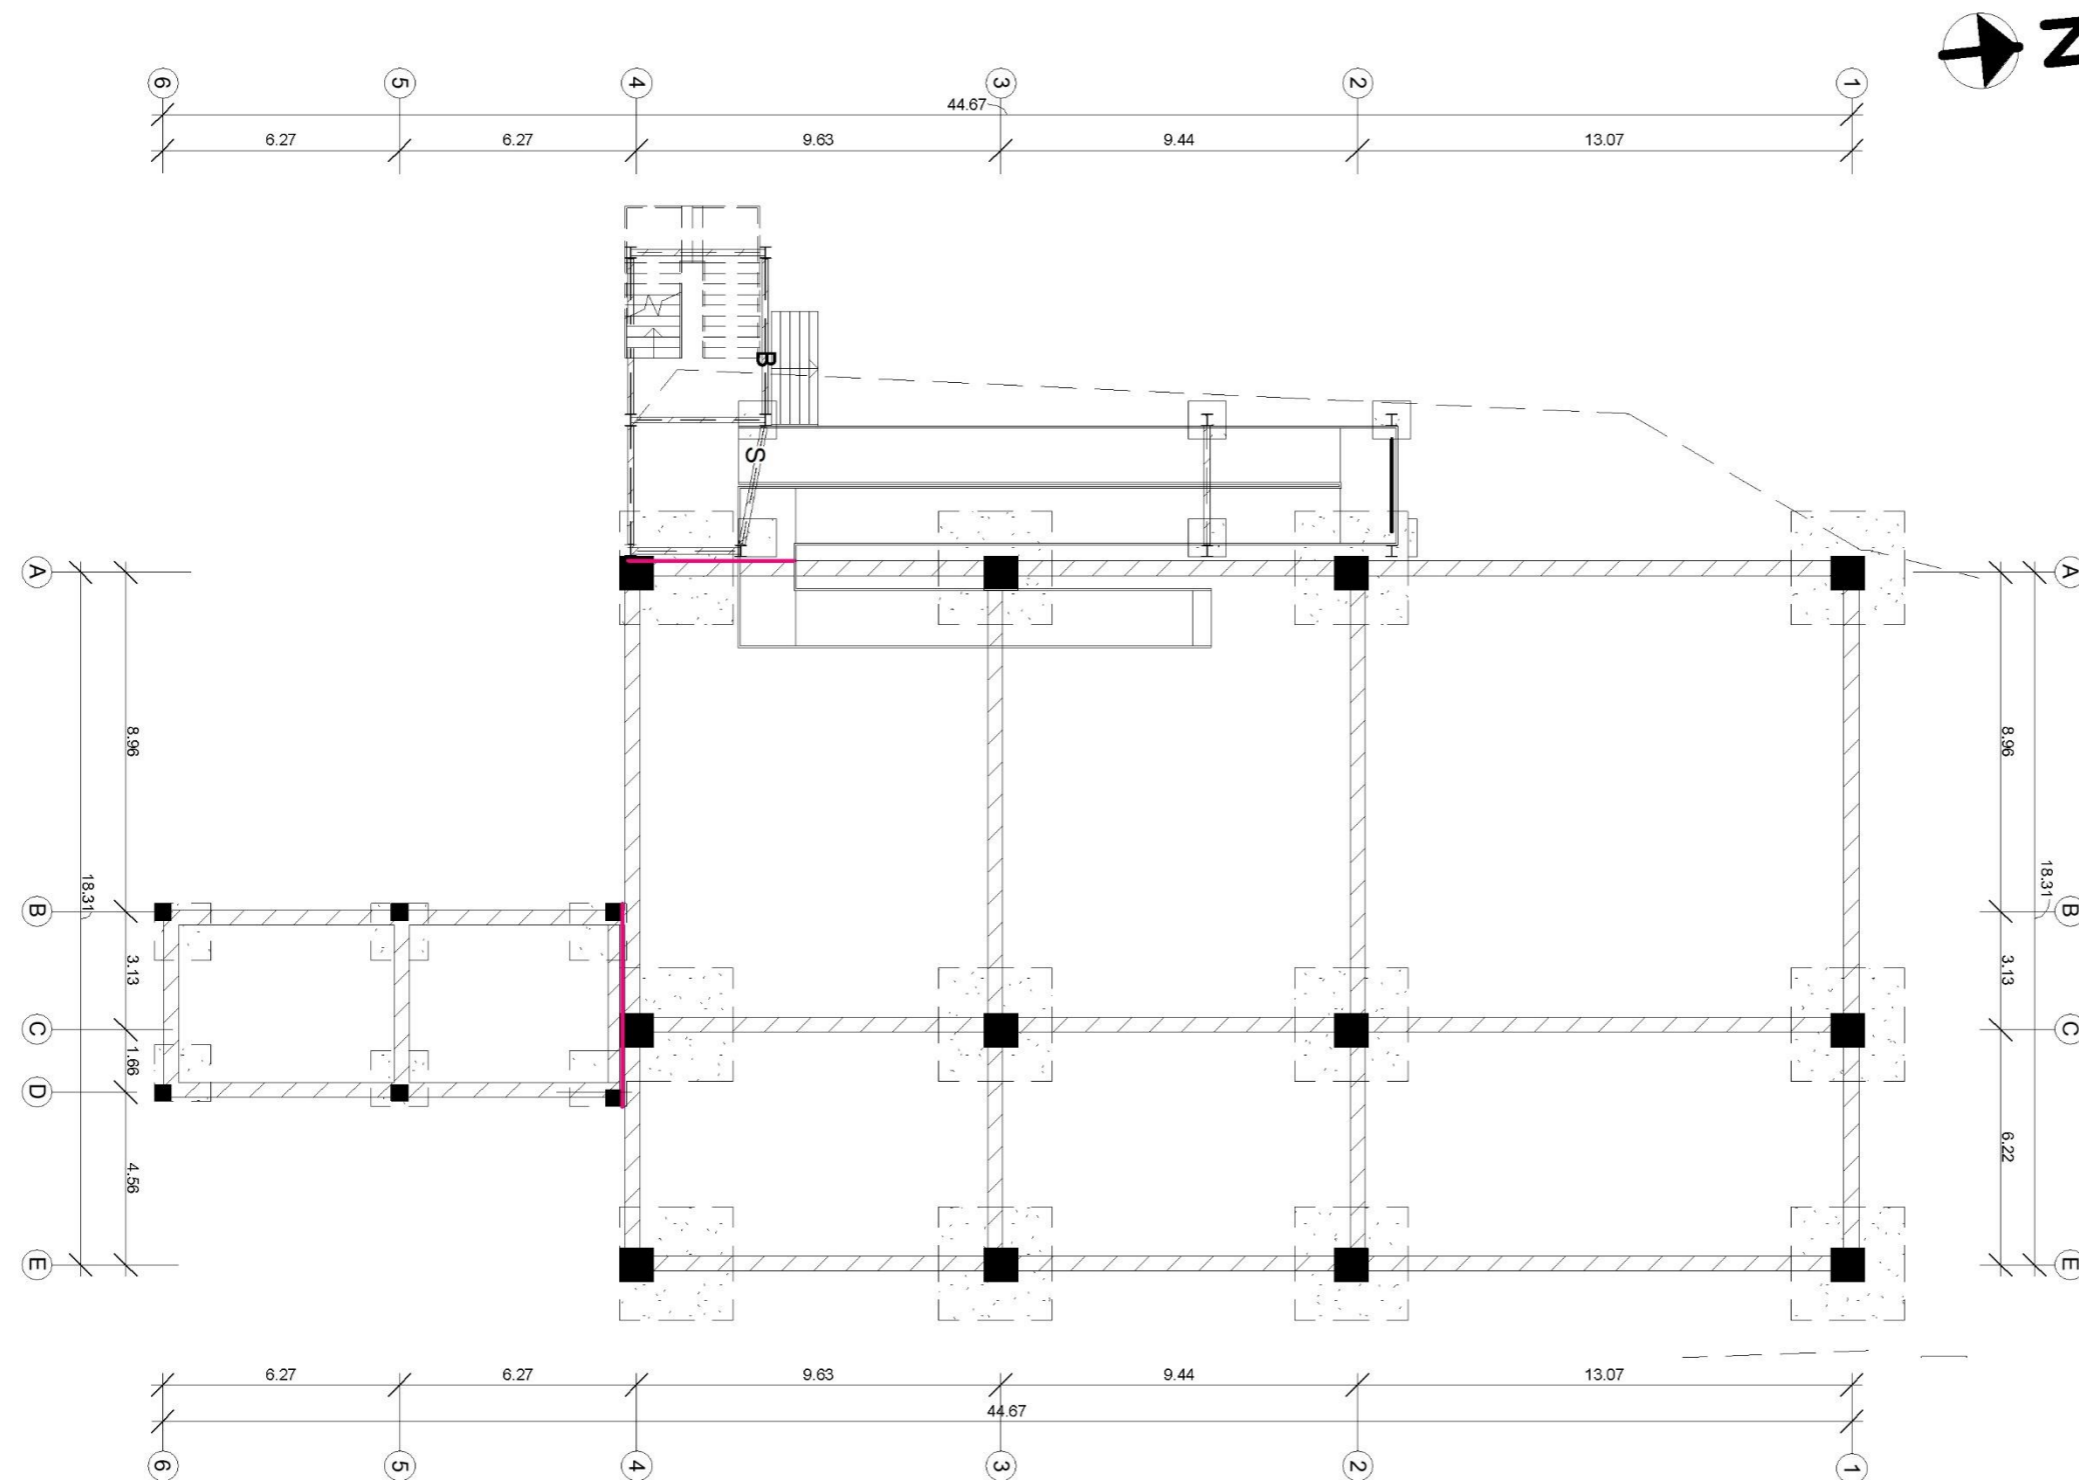 N
6 5 4 3 2 1
44.67
6.27 6.27 9.63 9.44 13.07
B
S
A A
8.96 8.96
18.31 18.31
B B
3.13 3.13
C C
1.66
D
4.56 6.22
E E
6.27 6.27 9.63 9.44 13.07
44.67
6 5 4 3 2 1